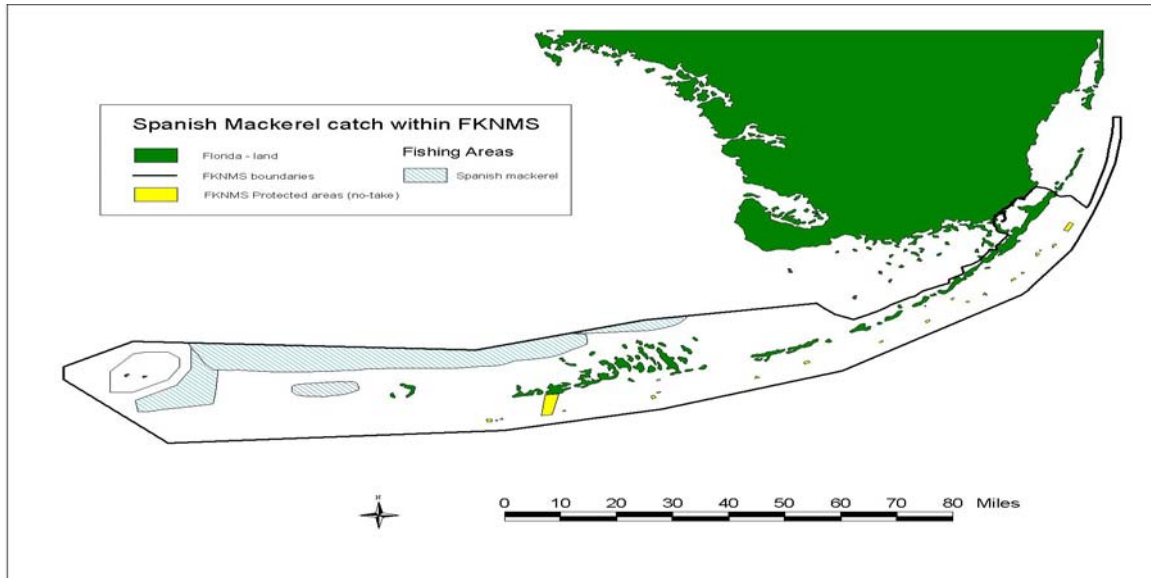 Spanish Mackerel catch within FKNMS
Florida - land
FKNMS boundaries
FKNMS Protected areas (no-take)
Fishing Areas
Spanish mackerel
N
0 10 20 30 40 50 60 70 80 Miles